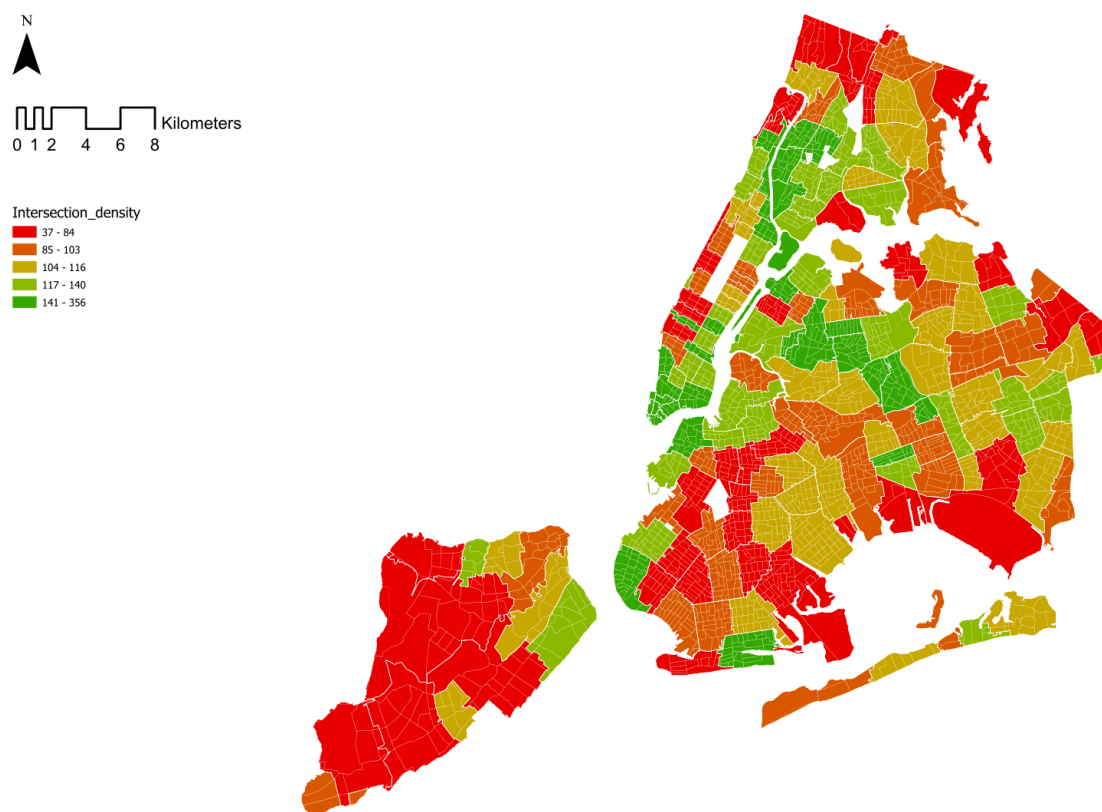 N
Kilometers
0 1 2 4 6 8
Intersection_density
37 - 84
85 - 103
104 - 116
117 - 140
141 - 356